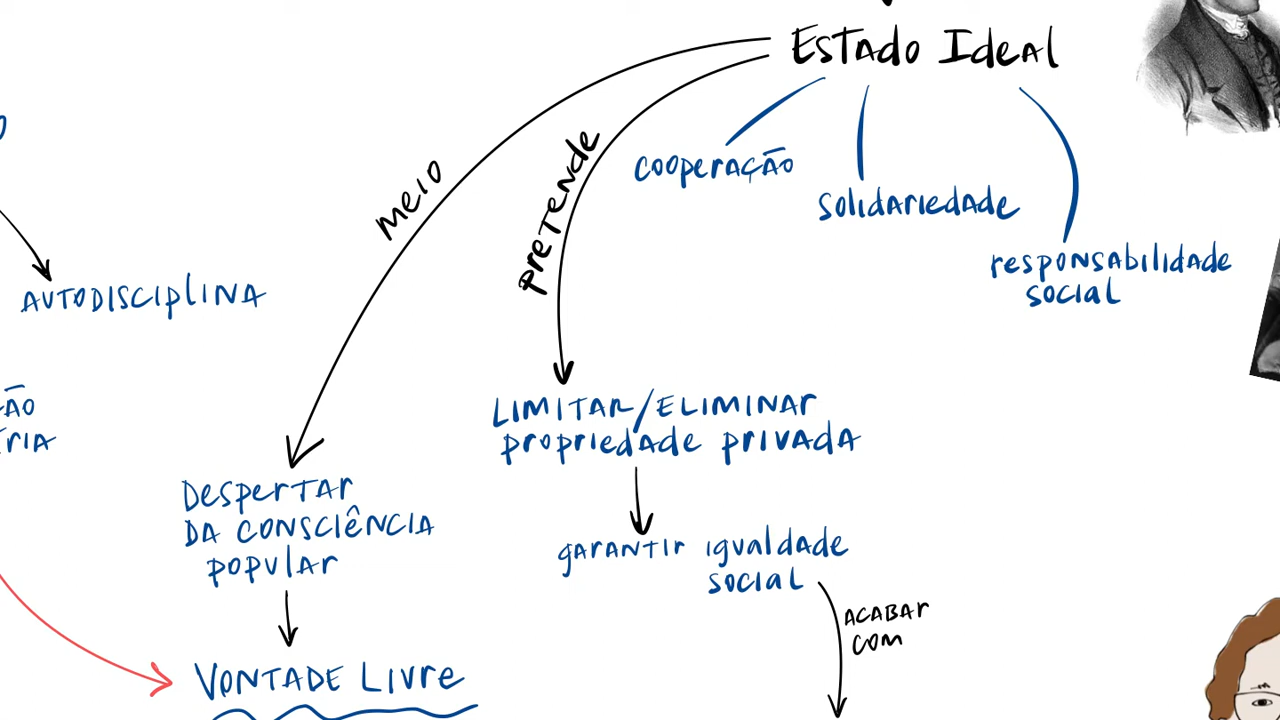 Estado Ideal
cooperação
solidariedade
responsabilidade
social
meio
pretende
AUTODISCIPLINA
LIMITAR/ELIMINAR
propriedade privada
Despertar
DA CONSCIÊNCIA
popular
garantir igualdade
social
ACABAR
COM
VONTADE LIVRE